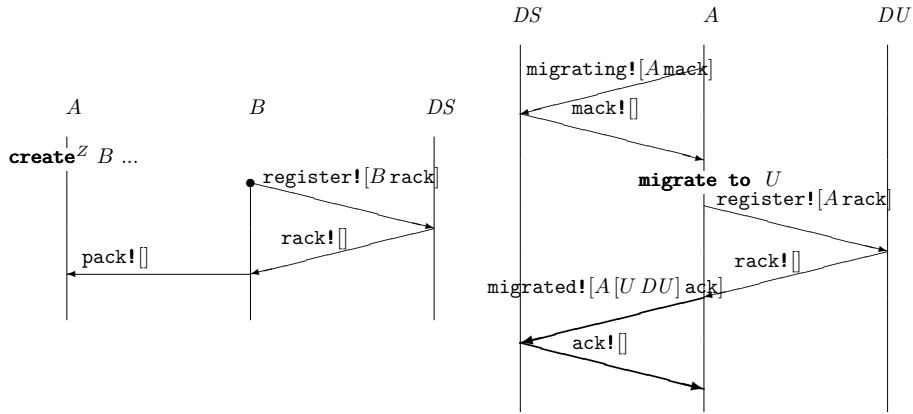 A B DS
create^Z B ...
register![B rack]
rack![]
pack![]
DS A DU
migrating![A mack]
mack![]
migrate to U
register![A rack]
rack![]
migrated![A [U DU] ack]
ack![]